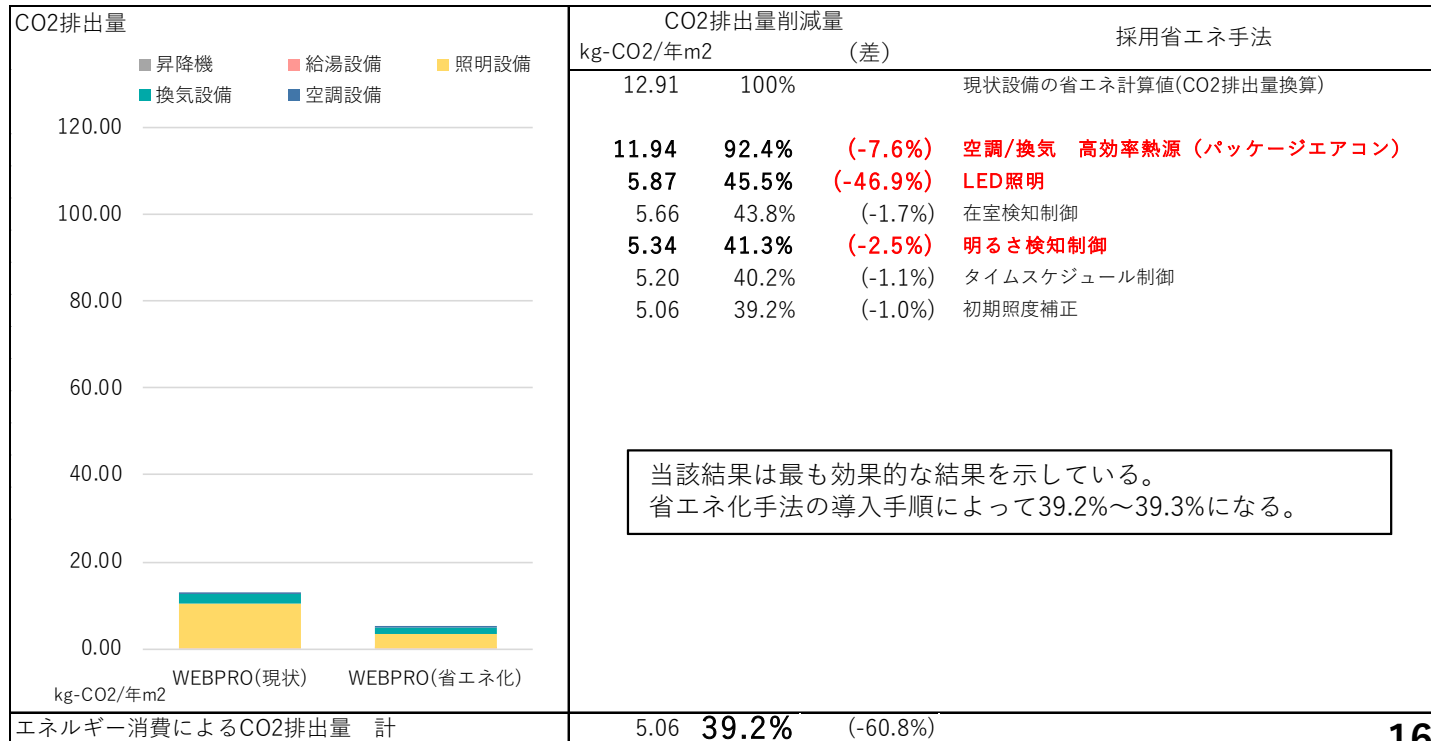 CO2排出量
昇降機 給湯設備 照明設備
換気設備 空調設備
120.00
100.00
80.00
60.00
40.00
20.00
0.00
WEBPRO(現状) WEBPRO(省エネ化)
kg-CO2/年m2
CO2排出量削減量
kg-CO2/年m2 (差) 採用省エネ手法
12.91 100% 現状設備の省エネ計算値(CO2排出量換算)
11.94 92.4% (-7.6%) 空調/換気 高効率熱源（パッケージエアコン）
5.87 45.5% (-46.9%) LED照明
5.66 43.8% (-1.7%) 在室検知制御
5.34 41.3% (-2.5%) 明るさ検知制御
5.20 40.2% (-1.1%) タイムスケジュール制御
5.06 39.2% (-1.0%) 初期照度補正
当該結果は最も効果的な結果を示している。
省エネ化手法の導入手順によって39.2%～39.3%になる。
エネルギー消費によるCO2排出量 計 5.06 39.2% (-60.8%)
16